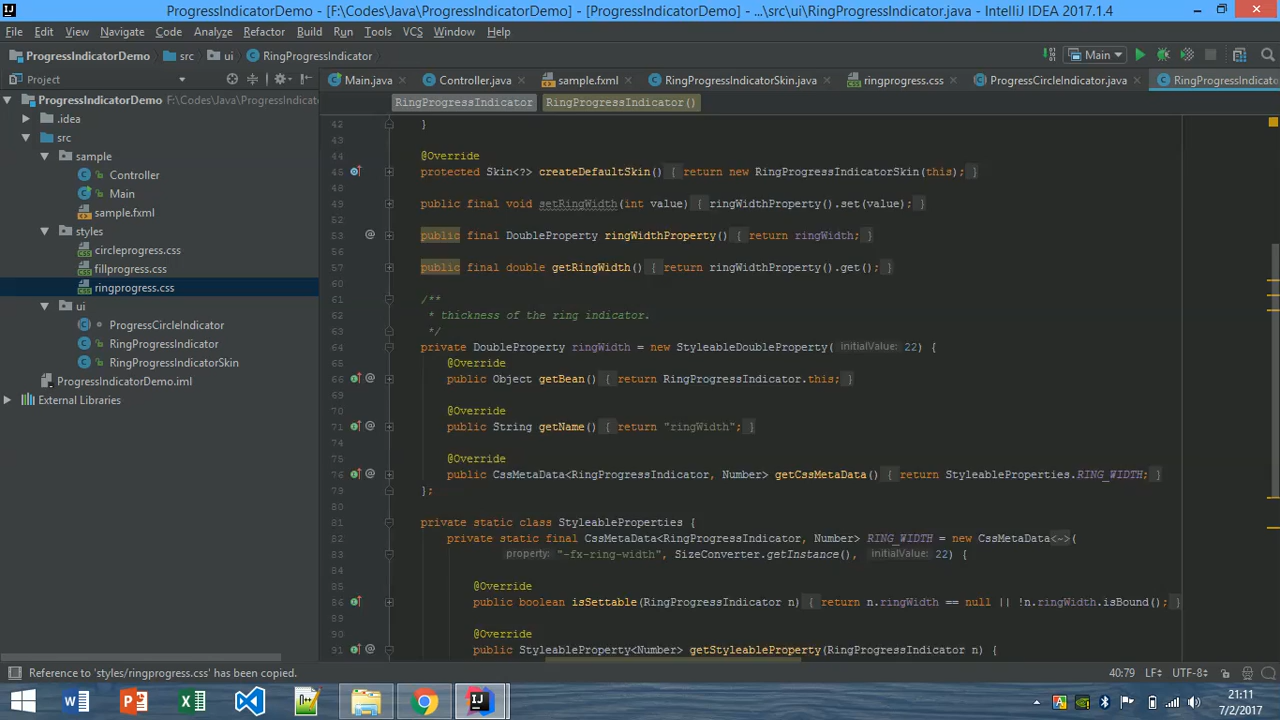 ProgressIndicatorDemo - [F:\Codes\Java\ProgressIndicatorDemo] - [ProgressIndicatorDemo] - ...\src\ui\RingProgressIndicator.java - IntelliJ IDEA 2017.1.4
File Edit View Navigate Code Analyze Refactor Build Run Tools VCS Window Help
ProgressIndicatorDemo src ui RingProgressIndicator Main
Project
Main.java Controller.java sample.fxml RingProgressIndicatorSkin.java ringprogress.css ProgressCircleIndicator.java RingProgressIndicato
RingProgressIndicator RingProgressIndicator()
ProgressIndicatorDemo F:\Codes\Java\ProgressIndicat
.idea
src
sample
Controller
Main
sample.fxml
styles
circleprogress.css
fillprogress.css
ringprogress.css
ui
ProgressCircleIndicator
RingProgressIndicator
RingProgressIndicatorSkin
ProgressIndicatorDemo.iml
External Libraries
42 }
43
44 @Override
45 protected Skin<?> createDefaultSkin() { return new RingProgressIndicatorSkin(this); }
48
49 public final void setRingWidth(int value) { ringWidthProperty().set(value); }
52
53 public final DoubleProperty ringWidthProperty() { return ringWidth; }
56
57 public final double getRingWidth() { return ringWidthProperty().get(); }
60
61 /**
62 * thickness of the ring indicator.
63 */
64 private DoubleProperty ringWidth = new StyleableDoubleProperty( initialValue: 22) {
65 @Override
66 public Object getBean() { return RingProgressIndicator.this; }
69
70 @Override
71 public String getName() { return "ringWidth"; }
74
75 @Override
76 public CssMetaData<RingProgressIndicator, Number> getCssMetaData() { return StyleableProperties.RING_WIDTH; }
79 };
80
81 private static class StyleableProperties {
82 private static final CssMetaData<RingProgressIndicator, Number> RING_WIDTH = new CssMetaData<~>(
83 property: "-fx-ring-width", SizeConverter.getInstance(), initialValue: 22) {
84
85 @Override
86 public boolean isSettable(RingProgressIndicator n) { return n.ringWidth == null || !n.ringWidth.isBound(); }
89
90 @Override
91 public StyleableProperty<Number> getStyleableProperty(RingProgressIndicator n) {
Reference to 'styles/ringprogress.css' has been copied. 40:79 LF÷ UTF-8÷
21:11
7/2/2017